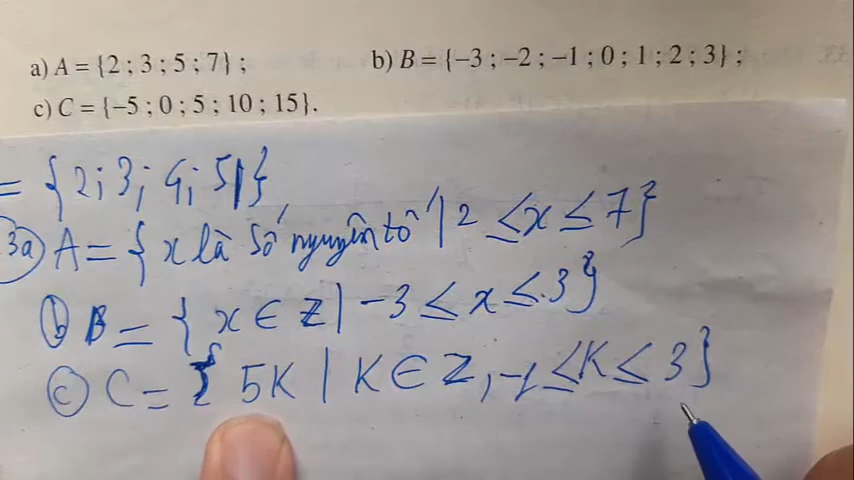 a) A = {2 ; 3 ; 5 ; 7} ; b) B = {−3 ; −2 ; −1 ; 0 ; 1 ; 2 ; 3} ;
c) C = {−5 ; 0 ; 5 ; 10 ; 15}.
= {2; 3; 4; 5}
3a) A = { x là số nguyên tố | 2 ≤ x ≤ 7}
b) B = { x ∈ Z | −3 ≤ x ≤ 3}
c) C = { 5K | K ∈ Z, −1 ≤ K ≤ 3}